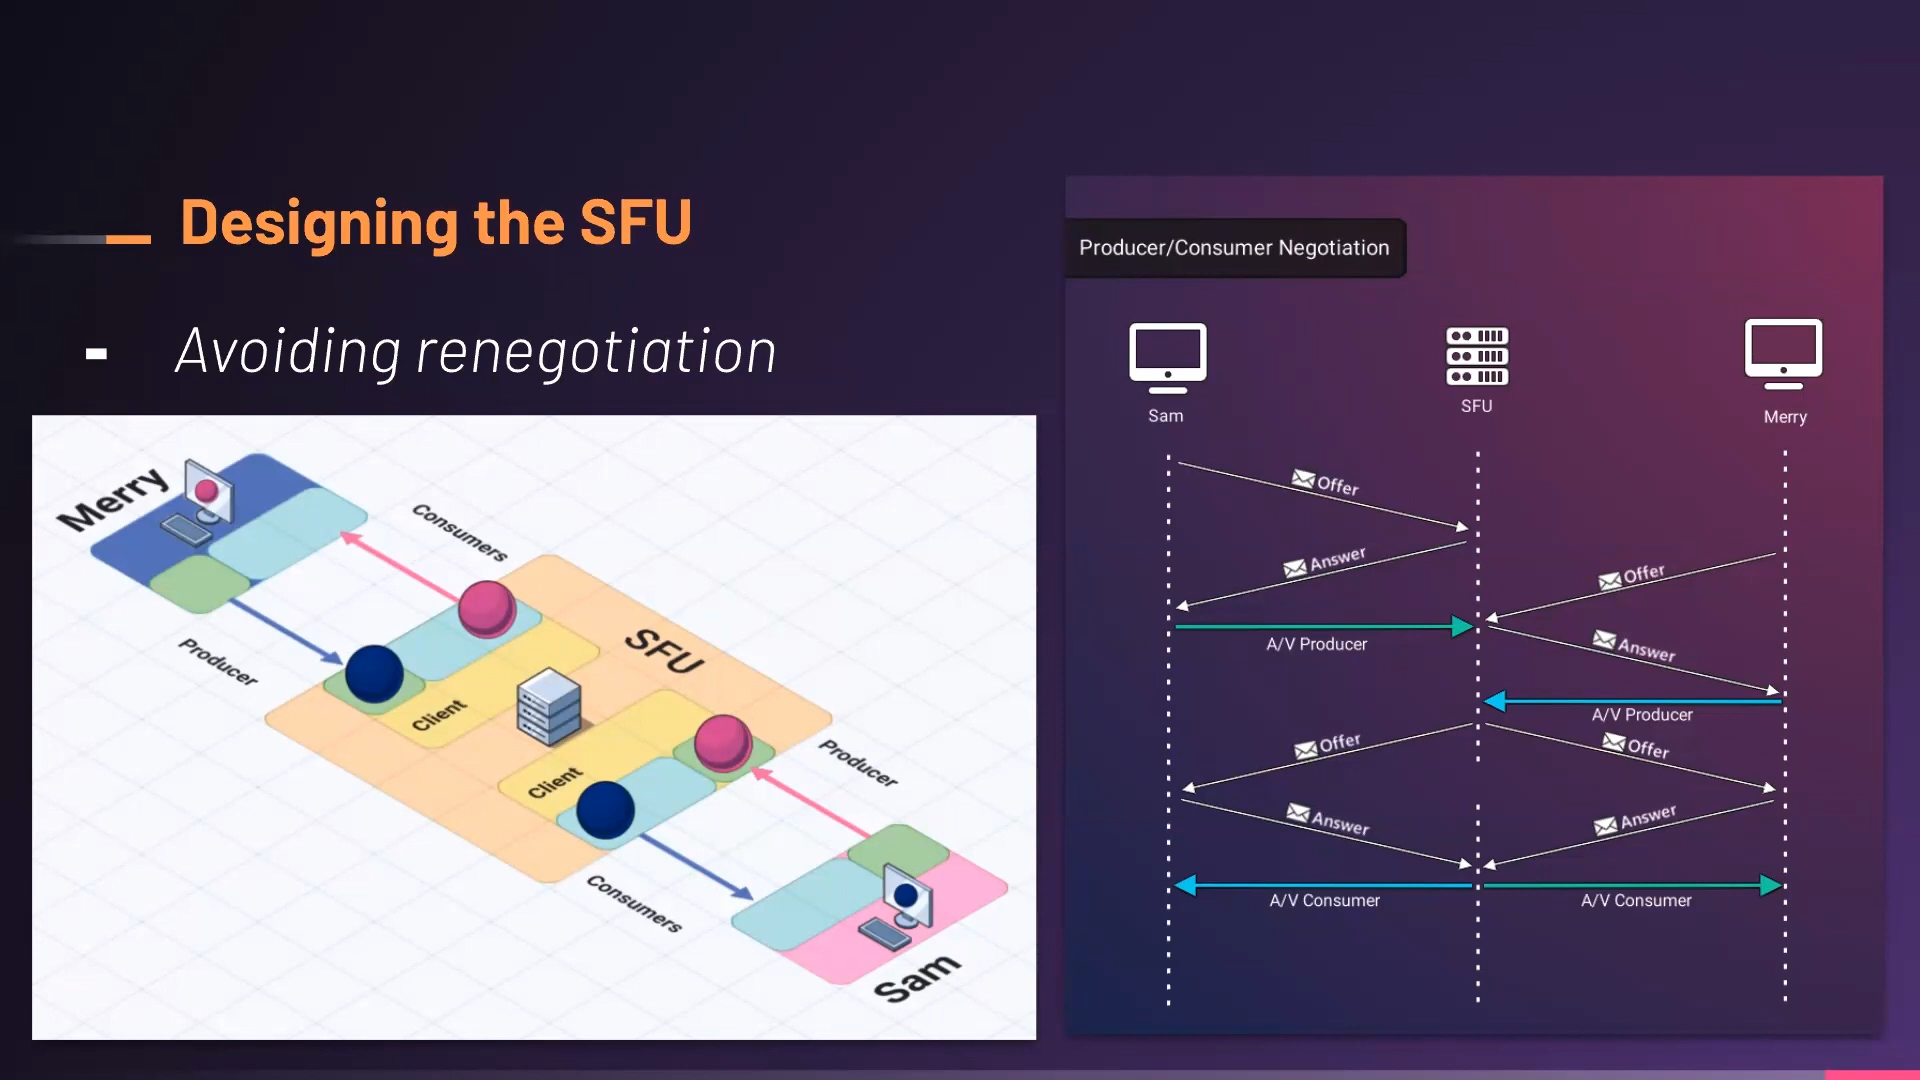 Designing the SFU
- Avoiding renegotiation
Merry
Consumers
SFU
Producer
Client
Client
Producer
Consumers
Sam
Producer/Consumer Negotiation
Sam
SFU
Merry
Offer
Answer
Offer
A/V Producer
Answer
A/V Producer
Offer
Offer
Answer
Answer
A/V Consumer
A/V Consumer